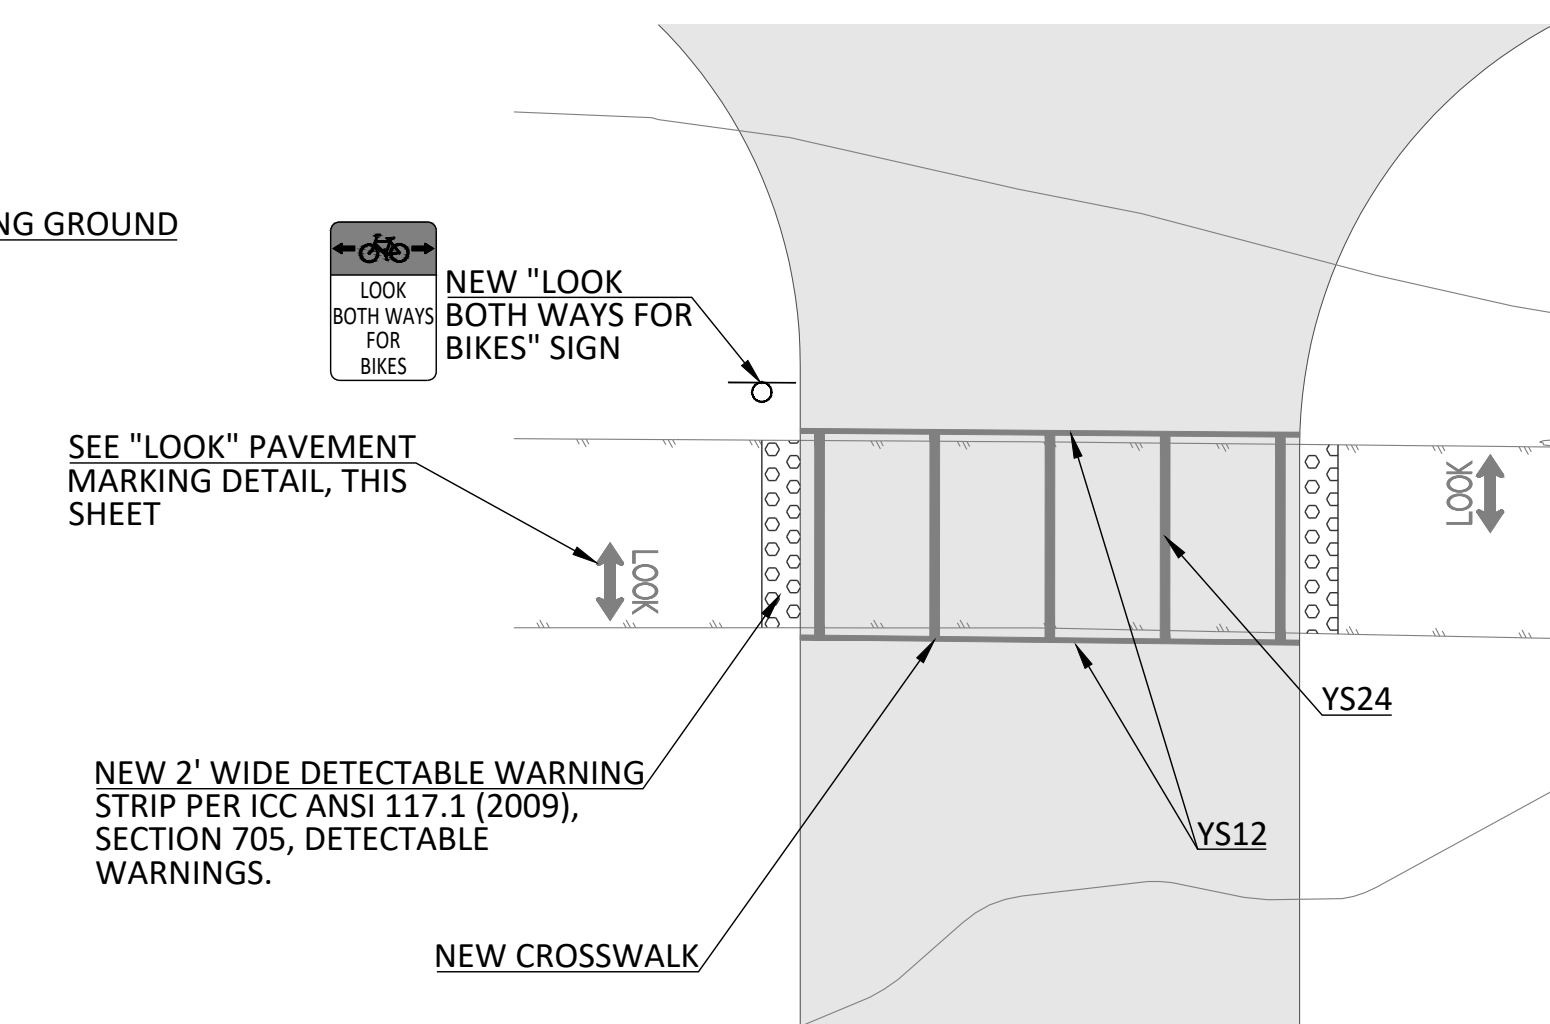 NG GROUND
LOOK
BOTH WAYS
FOR
BIKES
NEW "LOOK
BOTH WAYS FOR
BIKES" SIGN
SEE "LOOK" PAVEMENT
MARKING DETAIL, THIS
SHEET
LOOK
LOOK
YS24
NEW 2' WIDE DETECTABLE WARNING
STRIP PER ICC ANSI 117.1 (2009),
SECTION 705, DETECTABLE
WARNINGS.
YS12
NEW CROSSWALK